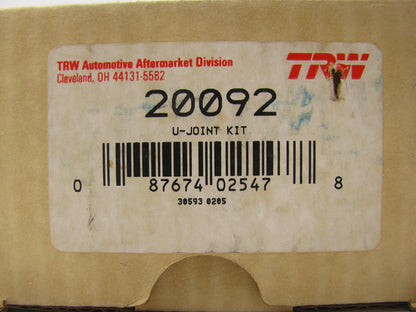 TRW Automotive Aftermarket Division
Cleveland, OH 44131-5582
TRW
20092
U-JOINT KIT
0 87674 02547 8
30593 0205